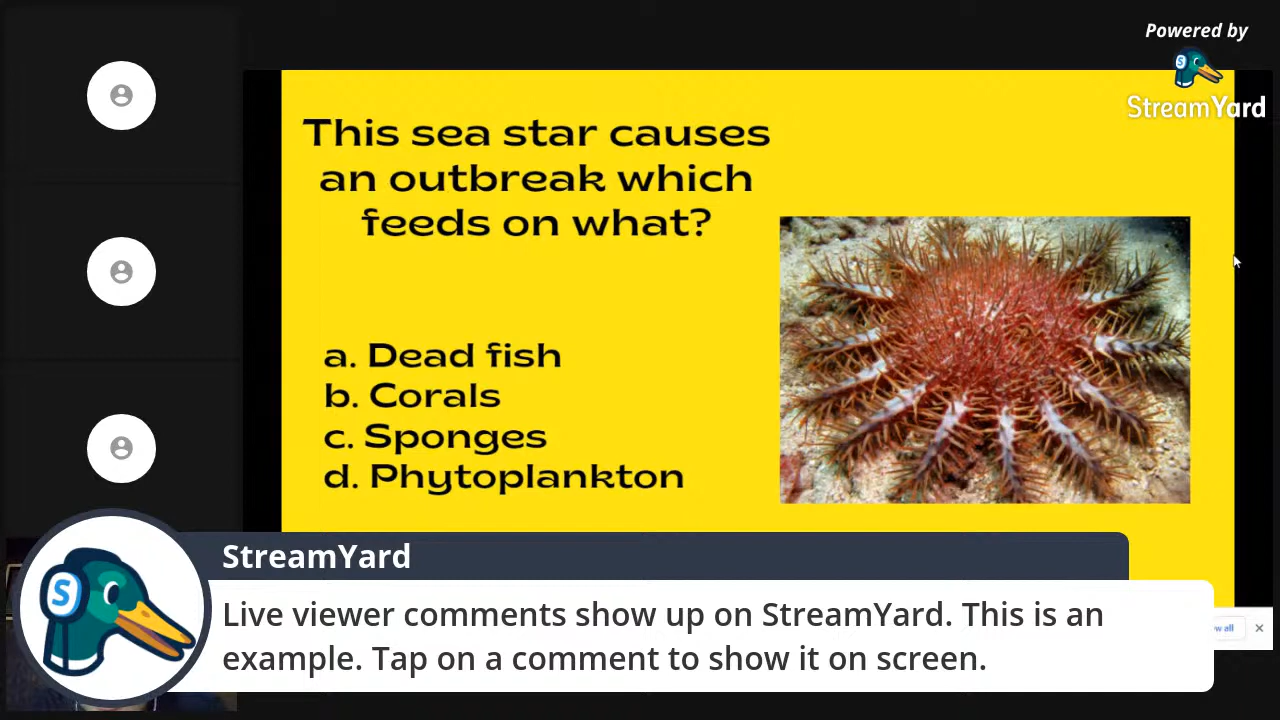 Powered by
StreamYard
This sea star causes
an outbreak which
feeds on what?
a. Dead fish
b. Corals
c. Sponges
d. Phytoplankton
StreamYard
Live viewer comments show up on StreamYard. This is an
example. Tap on a comment to show it on screen.